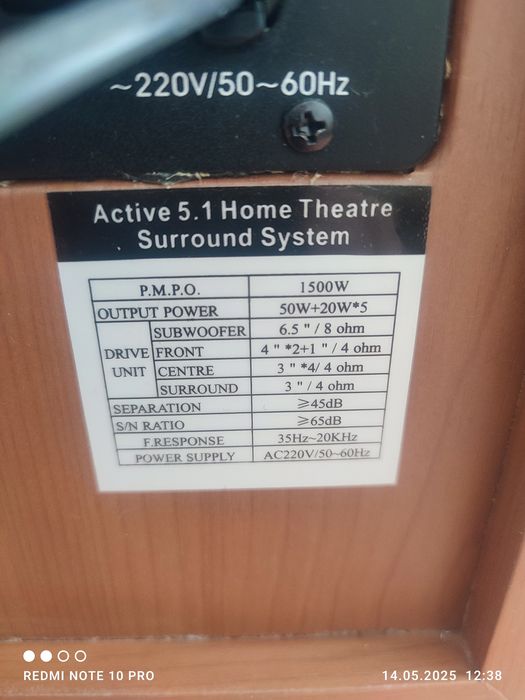 ~220V/50~60Hz
Active 5.1 Home Theatre
Surround System
P.M.P.O. 1500W
OUTPUT POWER 50W+20W*5
DRIVE UNIT
SUBWOOFER 6.5 " / 8 ohm
FRONT 4 " *2+1 " / 4 ohm
CENTRE 3 " *4/ 4 ohm
SURROUND 3 " / 4 ohm
SEPARATION ≥45dB
S/N RATIO ≥65dB
F.RESPONSE 35Hz~20KHz
POWER SUPPLY AC220V/50~60Hz
REDMI NOTE 10 PRO 14.05.2025 12:38